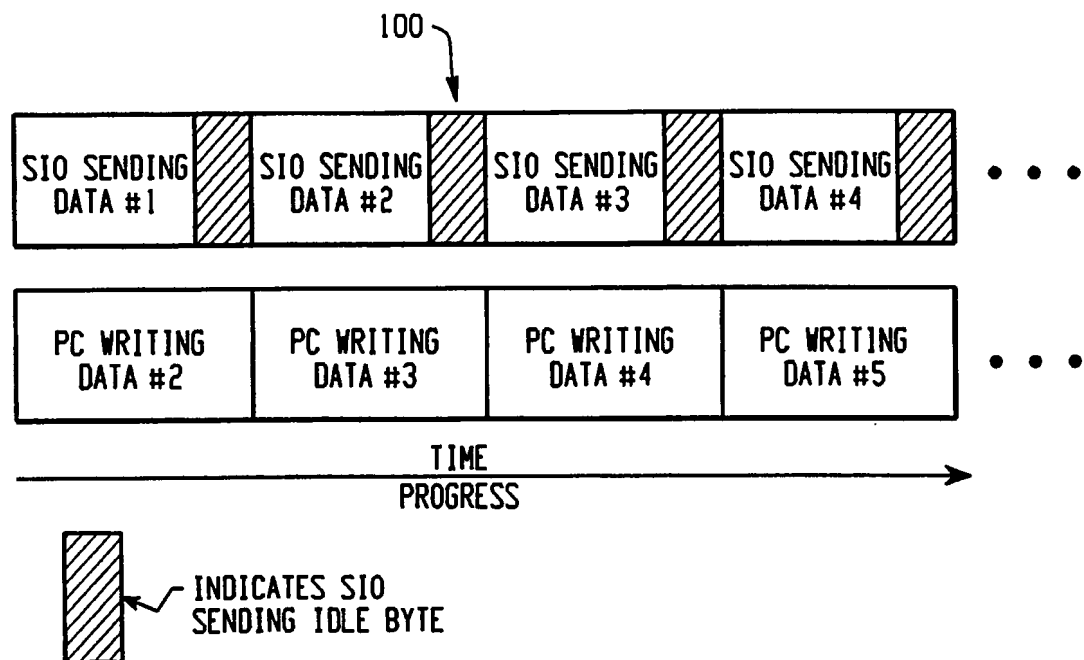 100
SIO SENDING
DATA #1
SIO SENDING
DATA #2
SIO SENDING
DATA #3
SIO SENDING
DATA #4
PC WRITING
DATA #2
PC WRITING
DATA #3
PC WRITING
DATA #4
PC WRITING
DATA #5
TIME
PROGRESS
INDICATES SIO
SENDING IDLE BYTE